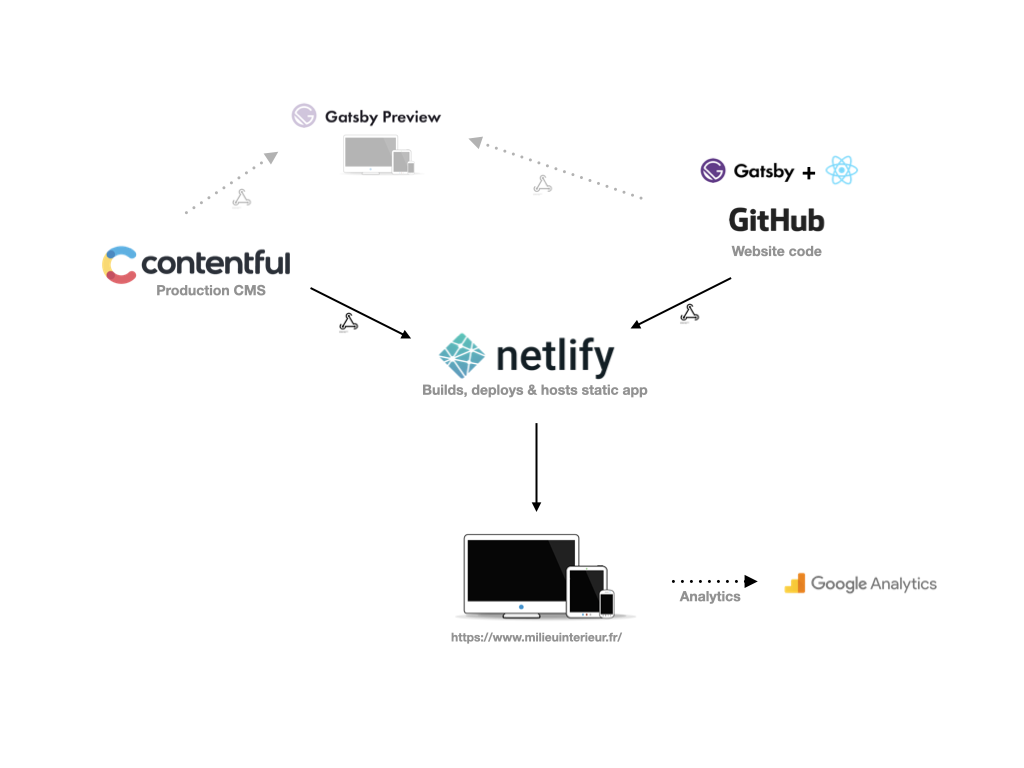 Gatsby Preview
Gatsby +
GitHub
Website code
contentful
Production CMS
netlify
Builds, deploys & hosts static app
Analytics
Google Analytics
https://www.milieuinterieur.fr/